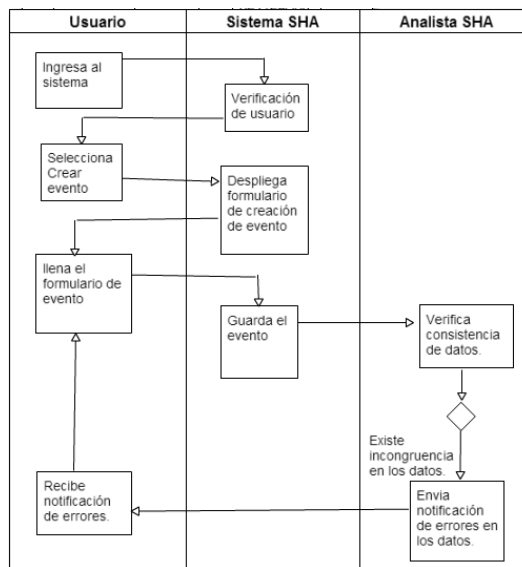 Usuario
Sistema SHA
Analista SHA
Ingresa al
sistema
Verificación
de usuario
Selecciona
Crear
evento
Despliega
formulario
de creación
de evento
llena el
formulario de
evento
Guarda el
evento
Verifica
consistencia
de datos.
Existe
incongruencia
en los datos.
Recibe
notificación
de errores.
Envia
notificación
de errores en
los datos.